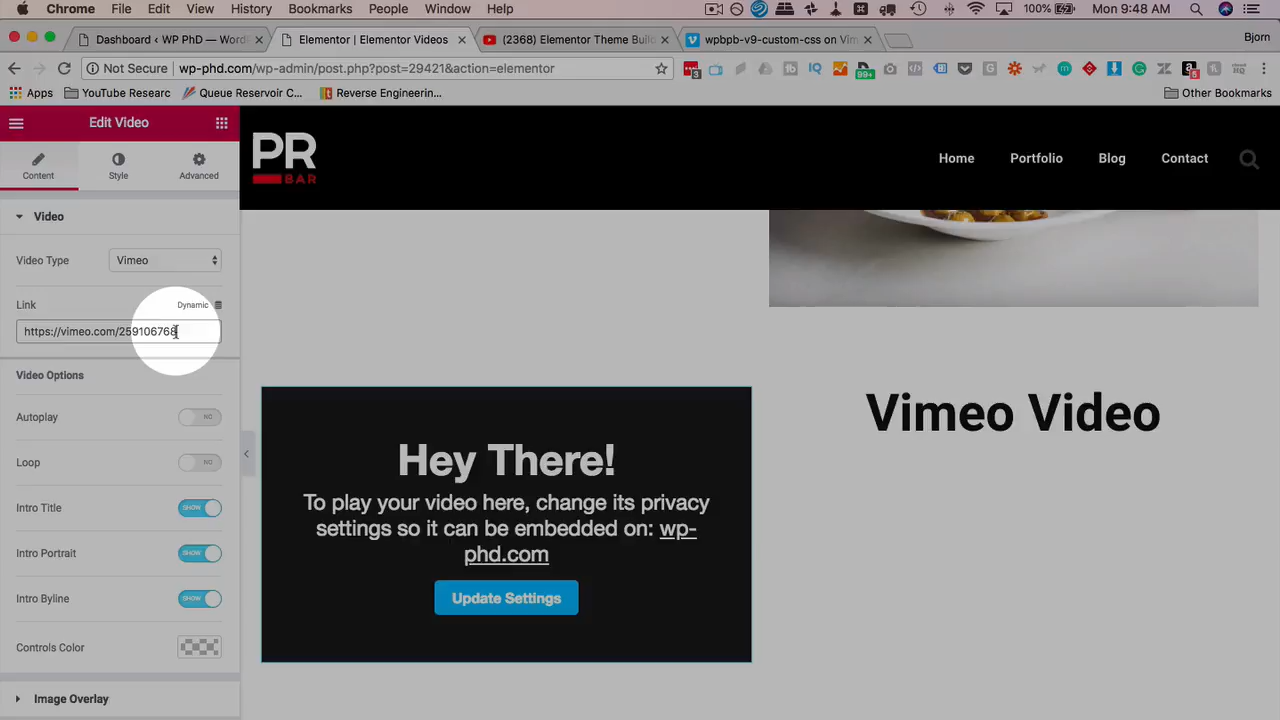 Chrome File Edit View History Bookmarks People Window Help 100% Mon 9:48 AM
Dashboard ‹ WP PhD — Word
Elementor | Elementor Videos
(2368) Elementor Theme Buil
wpbpb-v9-custom-css on Vim
Bjorn
Not Secure wp-phd.com/wp-admin/post.php?post=29421&action=elementor
Apps YouTube Researc Queue Reservoir C... Reverse Engineerin... Other Bookmarks
Edit Video
Content Style Advanced
Video
Video Type Vimeo
Link Dynamic
https://vimeo.com/259106768
Video Options
Autoplay NO
Loop NO
Intro Title SHOW
Intro Portrait SHOW
Intro Byline SHOW
Controls Color
Image Overlay
PR
BAR
Home Portfolio Blog Contact
Hey There!
To play your video here, change its privacy
settings so it can be embedded on: wp-
phd.com
Update Settings
Vimeo Video